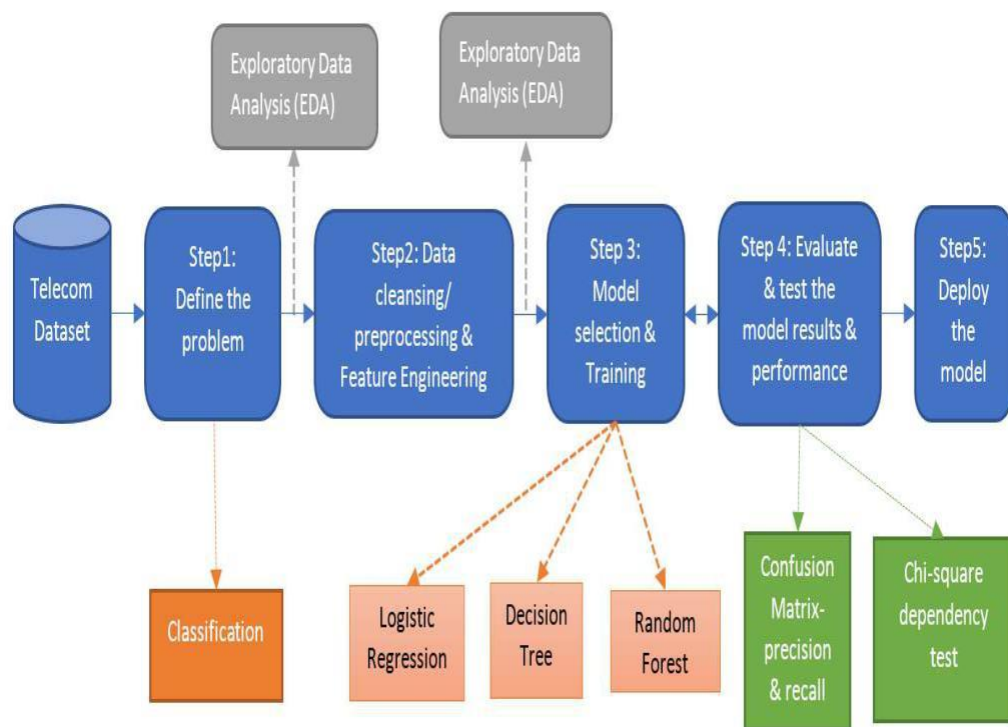 Exploratory Data
Analysis (EDA)
Exploratory Data
Analysis (EDA)
Telecom
Dataset
Step1:
Define the
problem
Step2: Data
cleansing/
preprocessing &
Feature Engineering
Step 3:
Model
selection &
Training
Step 4: Evaluate
& test the
model results &
performance
Step5:
Deploy
the
model
Classification
Logistic
Regression
Decision
Tree
Random
Forest
Confusion
Matrix-
precision
& recall
Chi-square
dependency
test